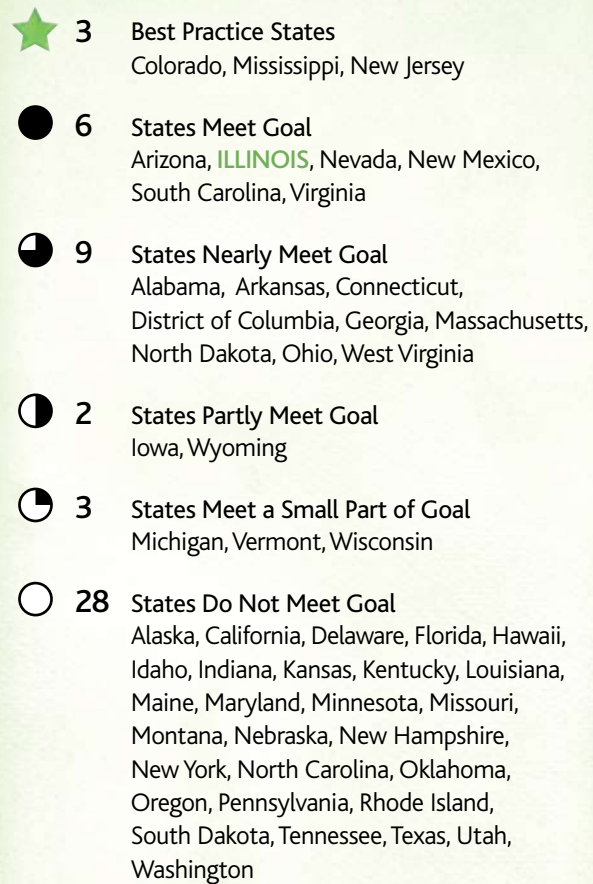 3 Best Practice States
Colorado, Mississippi, New Jersey
6 States Meet Goal
Arizona, ILLINOIS, Nevada, New Mexico,
South Carolina, Virginia
9 States Nearly Meet Goal
Alabama, Arkansas, Connecticut,
District of Columbia, Georgia, Massachusetts,
North Dakota, Ohio, West Virginia
2 States Partly Meet Goal
Iowa, Wyoming
3 States Meet a Small Part of Goal
Michigan, Vermont, Wisconsin
28 States Do Not Meet Goal
Alaska, California, Delaware, Florida, Hawaii,
Idaho, Indiana, Kansas, Kentucky, Louisiana,
Maine, Maryland, Minnesota, Missouri,
Montana, Nebraska, New Hampshire,
New York, North Carolina, Oklahoma,
Oregon, Pennsylvania, Rhode Island,
South Dakota, Tennessee, Texas, Utah,
Washington